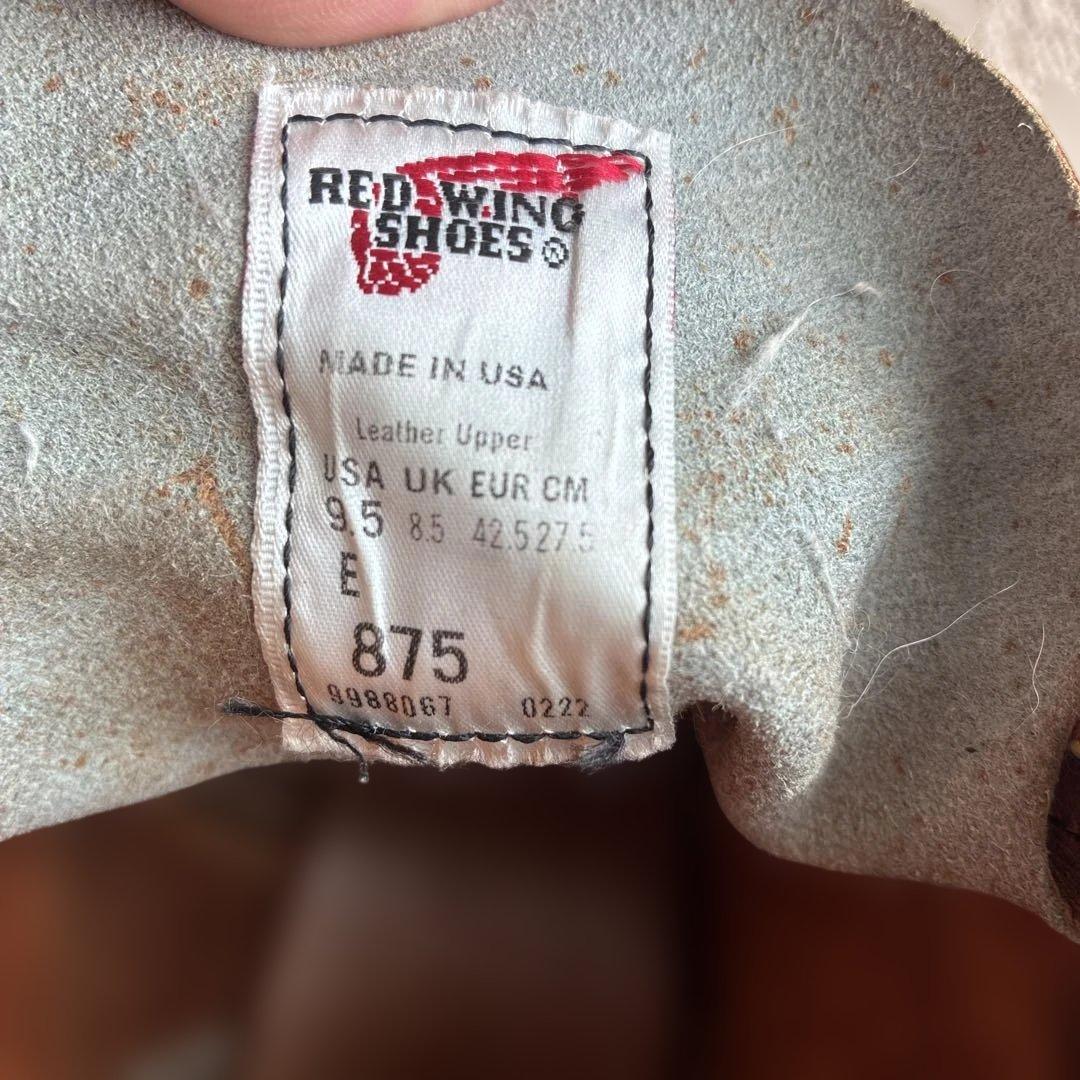 RED WING
SHOES ®
MADE IN USA
Leather Upper
USA UK EUR CM
9.5 8.5 42.5 27.5
E
875
9988067 0222